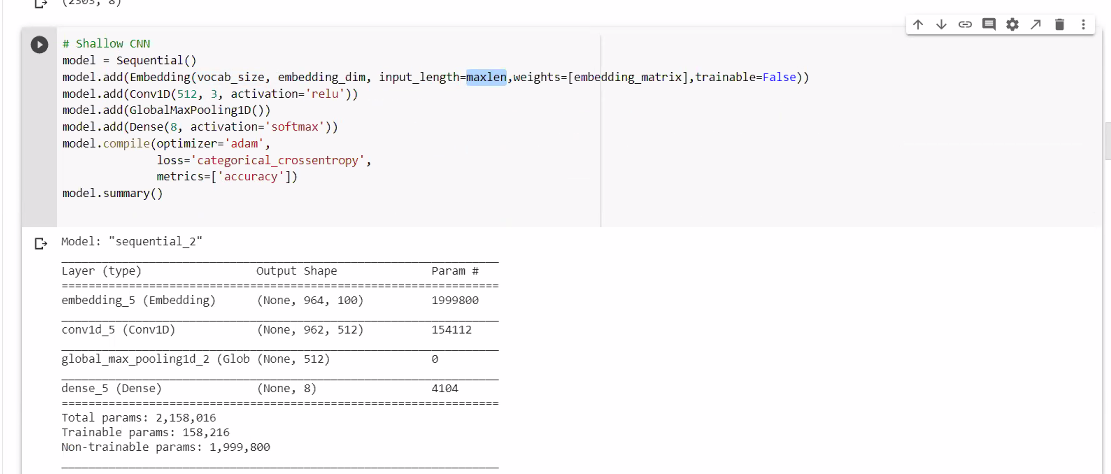 (2303, 8)
# Shallow CNN
model = Sequential()
model.add(Embedding(vocab_size, embedding_dim, input_length=maxlen,weights=[embedding_matrix],trainable=False))
model.add(Conv1D(512, 3, activation='relu'))
model.add(GlobalMaxPooling1D())
model.add(Dense(8, activation='softmax'))
model.compile(optimizer='adam',
              loss='categorical_crossentropy',
              metrics=['accuracy'])
model.summary()
Model: "sequential_2"
_________________________________________________________________
Layer (type)                 Output Shape              Param #
=================================================================
embedding_5 (Embedding)      (None, 964, 100)          1999800
_________________________________________________________________
conv1d_5 (Conv1D)            (None, 962, 512)          154112
_________________________________________________________________
global_max_pooling1d_2 (Glob (None, 512)               0
_________________________________________________________________
dense_5 (Dense)              (None, 8)                 4104
=================================================================
Total params: 2,158,016
Trainable params: 158,216
Non-trainable params: 1,999,800
_________________________________________________________________